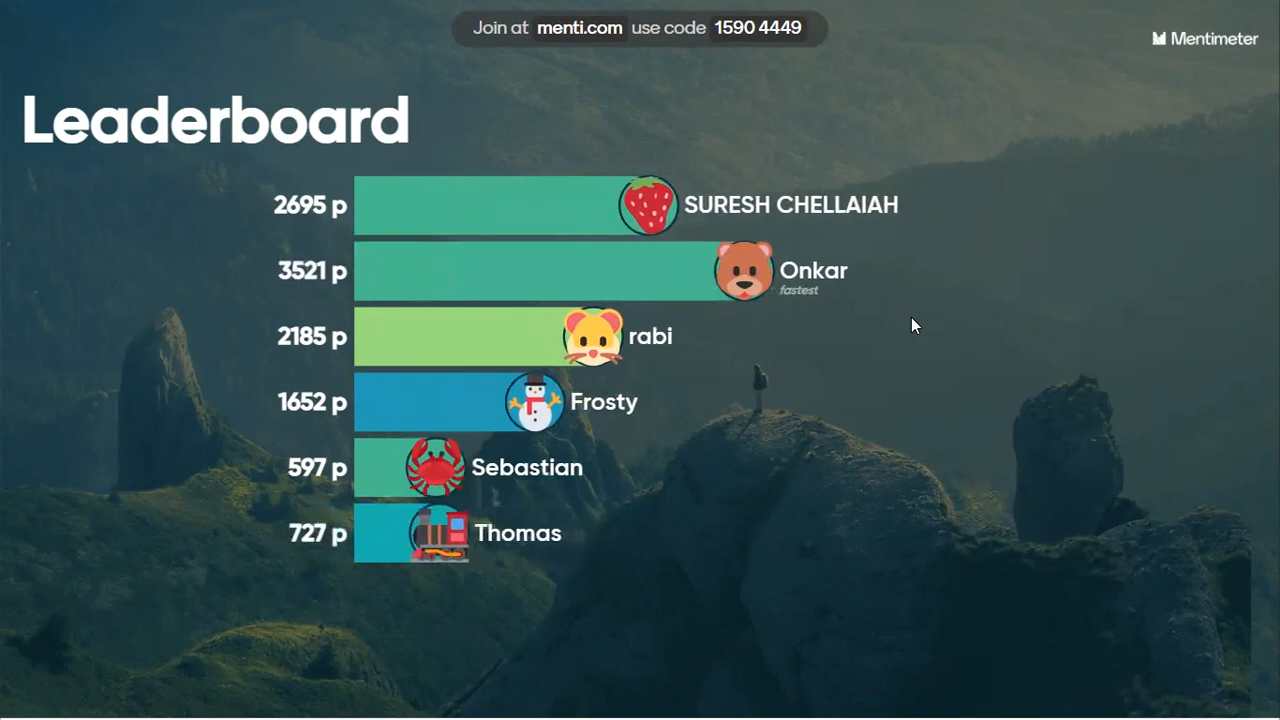 Join at menti.com use code 1590 4449
Mentimeter
Leaderboard
2695 p SURESH CHELLAIAH
3521 p Onkar
fastest
2185 p rabi
1652 p Frosty
597 p Sebastian
727 p Thomas